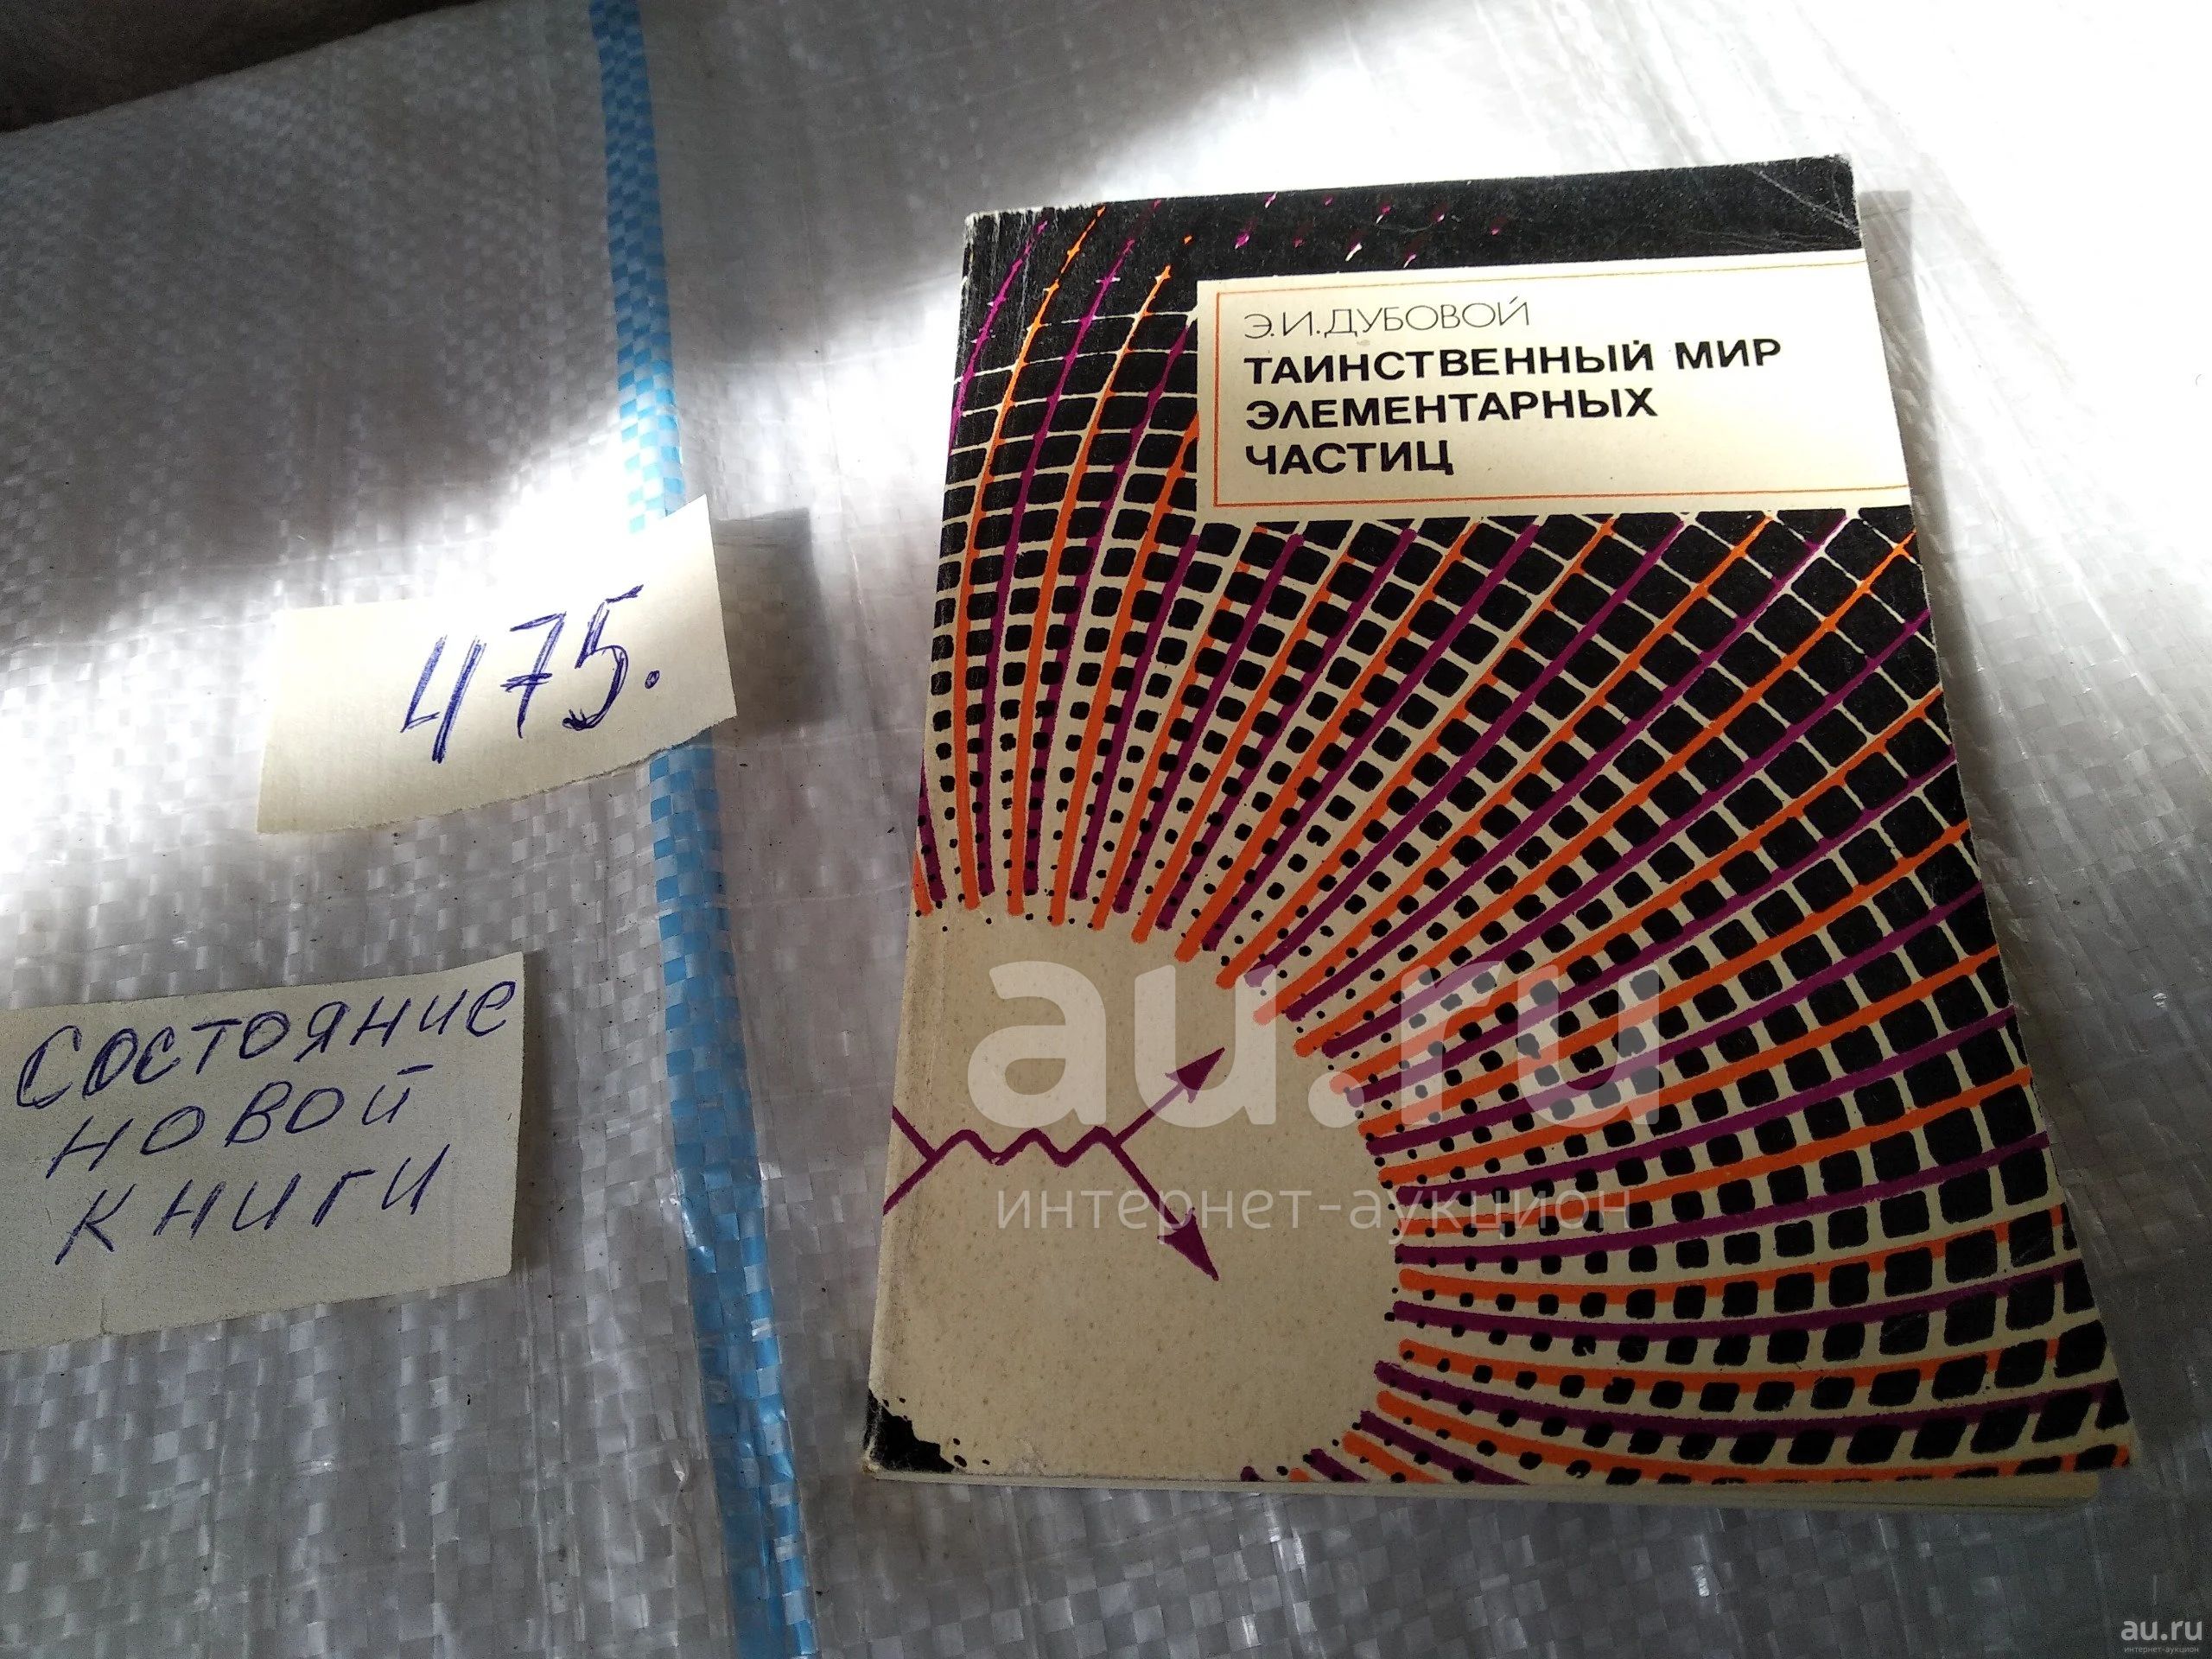 Э.И.ДУБОВОЙ
ТАИНСТВЕННЫЙ МИР
ЭЛЕМЕНТАРНЫХ
ЧАСТИЦ
475.
СОСТОЯНИЕ
НОВОЙ
КНИГИ
au.ru
интернет-аукцион
au.ru
интернет-аукцион